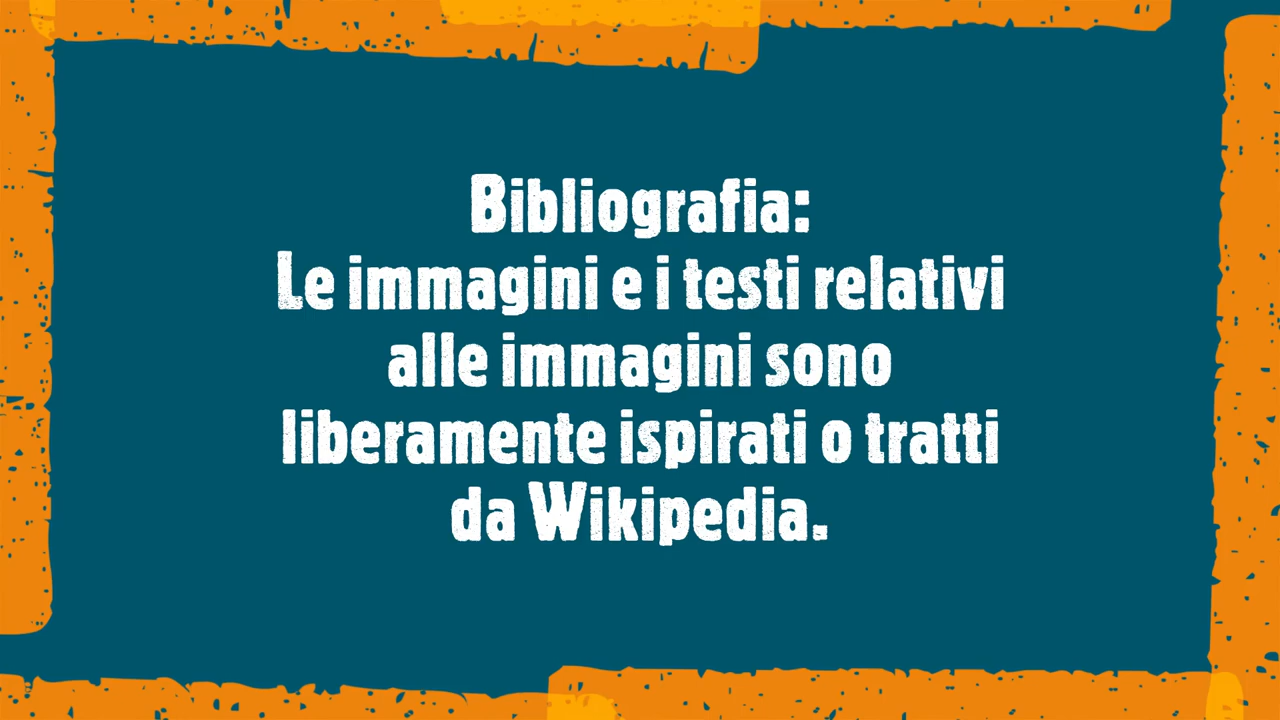 Bibliografia:
Le immagini e i testi relativi
alle immagini sono
liberamente ispirati o tratti
da Wikipedia.